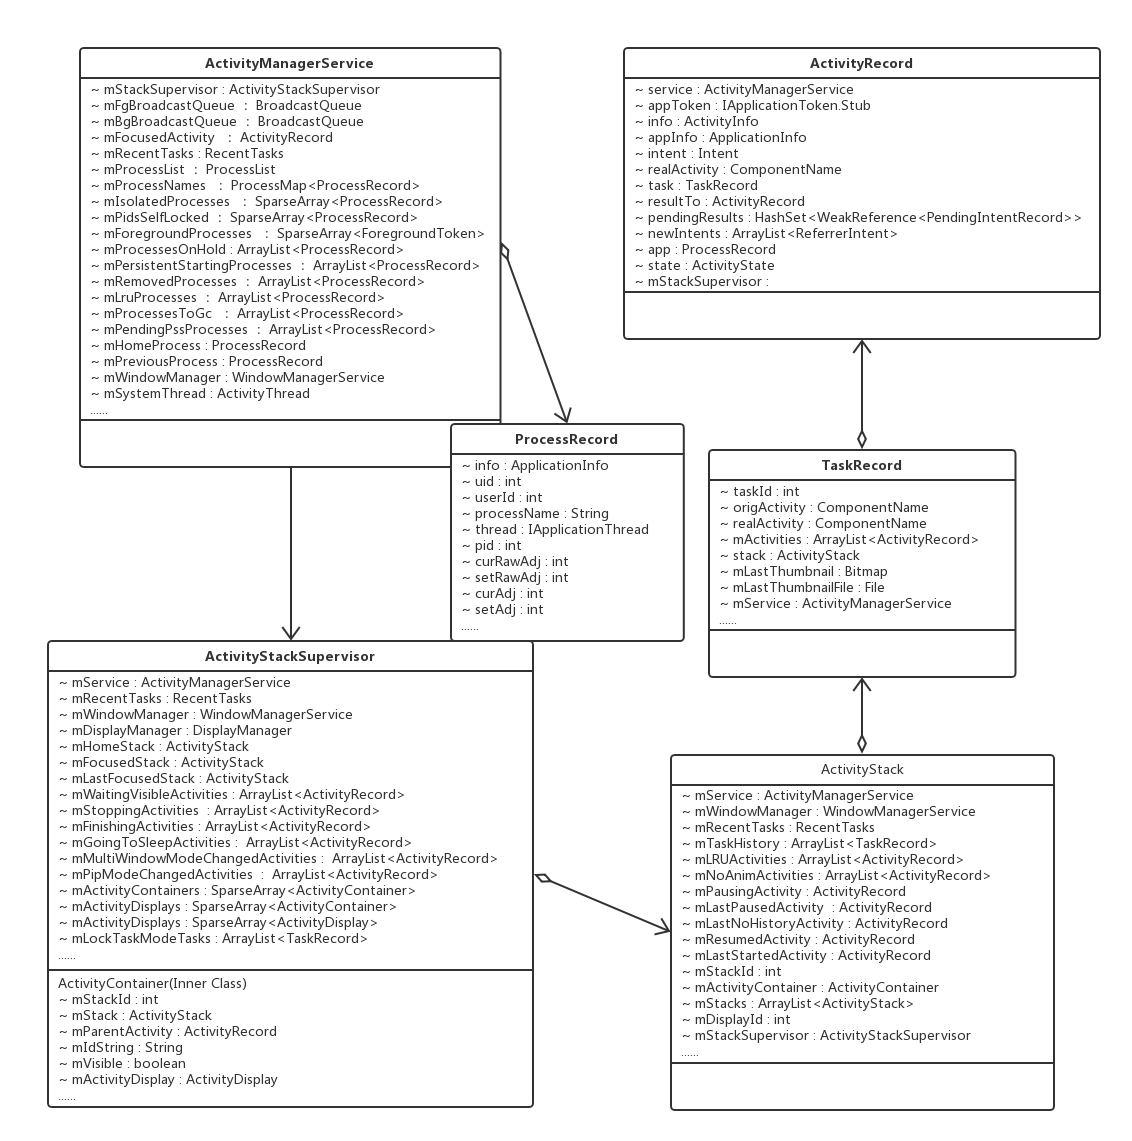 ActivityManagerService
~ mStackSupervisor : ActivityStackSupervisor
~ mFgBroadcastQueue : BroadcastQueue
~ mBgBroadcastQueue : BroadcastQueue
~ mFocusedActivity : ActivityRecord
~ mRecentTasks : RecentTasks
~ mProcessList : ProcessList
~ mProcessNames : ProcessMap<ProcessRecord>
~ mIsolatedProcesses : SparseArray<ProcessRecord>
~ mPidsSelfLocked : SparseArray<ProcessRecord>
~ mForegroundProcesses : SparseArray<ForegroundToken>
~ mProcessesOnHold : ArrayList<ProcessRecord>
~ mPersistentStartingProcesses : ArrayList<ProcessRecord>
~ mRemovedProcesses : ArrayList<ProcessRecord>
~ mLruProcesses : ArrayList<ProcessRecord>
~ mProcessesToGc : ArrayList<ProcessRecord>
~ mPendingPssProcesses : ArrayList<ProcessRecord>
~ mHomeProcess : ProcessRecord
~ mPreviousProcess : ProcessRecord
~ mWindowManager : WindowManagerService
~ mSystemThread : ActivityThread
......
ActivityRecord
~ service : ActivityManagerService
~ appToken : IApplicationToken.Stub
~ info : ActivityInfo
~ appInfo : ApplicationInfo
~ intent : Intent
~ realActivity : ComponentName
~ task : TaskRecord
~ resultTo : ActivityRecord
~ pendingResults : HashSet<WeakReference<PendingIntentRecord>>
~ newIntents : ArrayList<ReferrerIntent>
~ app : ProcessRecord
~ state : ActivityState
~ mStackSupervisor :
ProcessRecord
~ info : ApplicationInfo
~ uid : int
~ userId : int
~ processName : String
~ thread : IApplicationThread
~ pid : int
~ curRawAdj : int
~ setRawAdj : int
~ curAdj : int
~ setAdj : int
......
TaskRecord
~ taskId : int
~ origActivity : ComponentName
~ realActivity : ComponentName
~ mActivities : ArrayList<ActivityRecord>
~ stack : ActivityStack
~ mLastThumbnail : Bitmap
~ mLastThumbnailFile : File
~ mService : ActivityManagerService
......
ActivityStackSupervisor
~ mService : ActivityManagerService
~ mRecentTasks : RecentTasks
~ mWindowManager : WindowManagerService
~ mDisplayManager : DisplayManager
~ mHomeStack : ActivityStack
~ mFocusedStack : ActivityStack
~ mLastFocusedStack : ActivityStack
~ mWaitingVisibleActivities : ArrayList<ActivityRecord>
~ mStoppingActivities : ArrayList<ActivityRecord>
~ mFinishingActivities : ArrayList<ActivityRecord>
~ mGoingToSleepActivities : ArrayList<ActivityRecord>
~ mMultiWindowModeChangedActivities : ArrayList<ActivityRecord>
~ mPipModeChangedActivities : ArrayList<ActivityRecord>
~ mActivityContainers : SparseArray<ActivityContainer>
~ mActivityDisplays : SparseArray<ActivityContainer>
~ mActivityDisplays : SparseArray<ActivityDisplay>
~ mLockTaskModeTasks : ArrayList<TaskRecord>
......
ActivityContainer(Inner Class)
~ mStackId : int
~ mStack : ActivityStack
~ mParentActivity : ActivityRecord
~ mIdString : String
~ mVisible : boolean
~ mActivityDisplay : ActivityDisplay
......
ActivityStack
~ mService : ActivityManagerService
~ mWindowManager : WindowManagerService
~ mRecentTasks : RecentTasks
~ mTaskHistory : ArrayList<TaskRecord>
~ mLRUActivities : ArrayList<ActivityRecord>
~ mNoAnimActivities : ArrayList<ActivityRecord>
~ mPausingActivity : ActivityRecord
~ mLastPausedActivity : ActivityRecord
~ mLastNoHistoryActivity : ActivityRecord
~ mResumedActivity : ActivityRecord
~ mLastStartedActivity : ActivityRecord
~ mStackId : int
~ mActivityContainer : ActivityContainer
~ mStacks : ArrayList<ActivityStack>
~ mDisplayId : int
~ mStackSupervisor : ActivityStackSupervisor
......